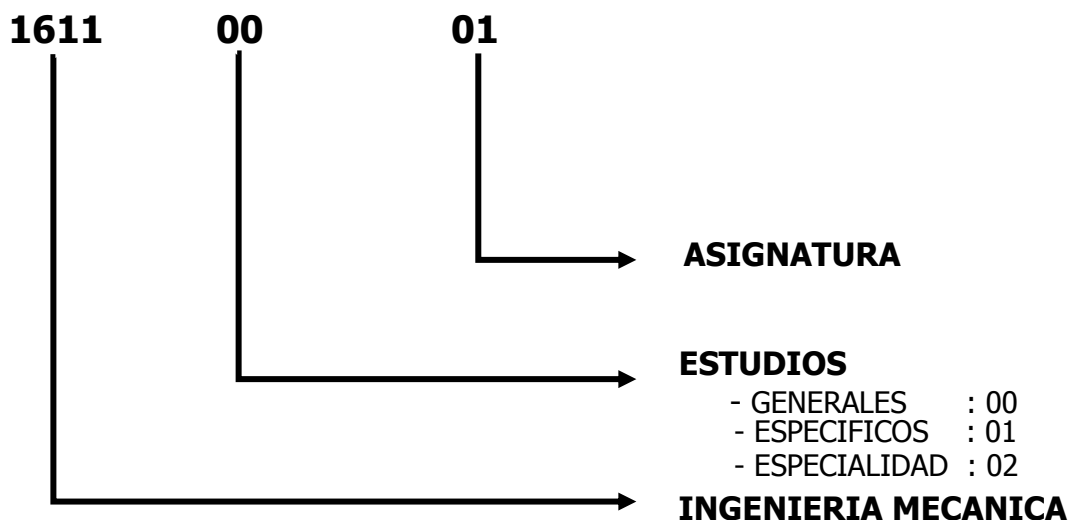 1611 00 01
ASIGNATURA
ESTUDIOS
- GENERALES : 00
- ESPECIFICOS : 01
- ESPECIALIDAD : 02
INGENIERIA MECANICA